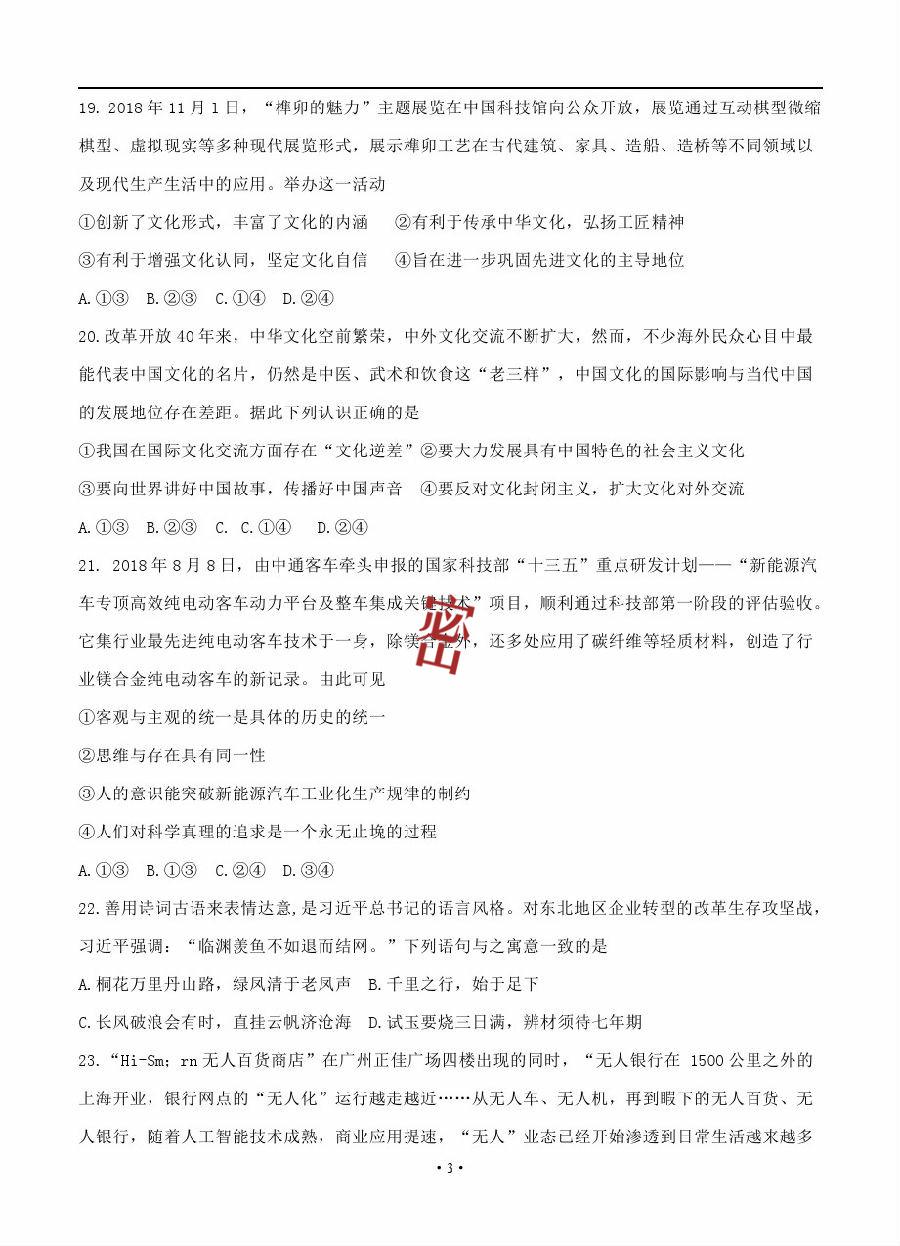 19. 2018 年 11 月 1 日，“榫卯的魅力”主题展览在中国科技馆向公众开放，展览通过互动棋型微缩
棋型、虚拟现实等多种现代展览形式，展示榫卯工艺在古代建筑、家具、造船、造桥等不同领域以
及现代生产生活中的应用。举办这一活动
①创新了文化形式，丰富了文化的内涵 ②有利于传承中华文化，弘扬工匠精神
③有利于增强文化认同，坚定文化自信 ④旨在进一步巩固先进文化的主导地位
A.①③ B.②③ C.①④ D.②④
20.改革开放 40 年来，中华文化空前繁荣，中外文化交流不断扩大，然而，不少海外民众心目中最
能代表中国文化的名片，仍然是中医、武术和饮食这“老三样”，中国文化的国际影响与当代中国
的发展地位存在差距。据此下列认识正确的是
①我国在国际文化交流方面存在“文化逆差”②要大力发展具有中国特色的社会主义文化
③要向世界讲好中国故事，传播好中国声音 ④要反对文化封闭主义，扩大文化对外交流
A.①③ B.②③ C. C.①④ D.②④
21. 2018 年 8 月 8 日，由中通客车牵头申报的国家科技部“十三五”重点研发计划——“新能源汽
车专项高效纯电动客车动力平台及整车集成关键技术”项目，顺利通过科技部第一阶段的评估验收。
它集行业最先进纯电动客车技术于一身，除镁合金外，还多处应用了碳纤维等轻质材料，创造了行
业镁合金纯电动客车的新记录。由此可见
①客观与主观的统一是具体的历史的统一
②思维与存在具有同一性
③人的意识能突破新能源汽车工业化生产规律的制约
④人们对科学真理的追求是一个永无止境的过程
A.①③ B.①③ C.②④ D.③④
22.善用诗词古语来表情达意,是习近平总书记的语言风格。对东北地区企业转型的改革生存攻坚战，
习近平强调：“临渊羡鱼不如退而结网。”下列语句与之寓意一致的是
A.桐花万里丹山路，绿凤清于老凤声 B.千里之行，始于足下
C.长风破浪会有时，直挂云帆济沧海 D.试玉要烧三日满，辨材须待七年期
23.“Hi-Sm；rn 无人百货商店”在广州正佳广场四楼出现的同时，“无人银行在 1500 公里之外的
上海开业，银行网点的“无人化”运行越走越近……从无人车、无人机，再到暇下的无人百货、无
人银行，随着人工智能技术成熟，商业应用提速，“无人”业态已经开始渗透到日常生活越来越多
密
·3·